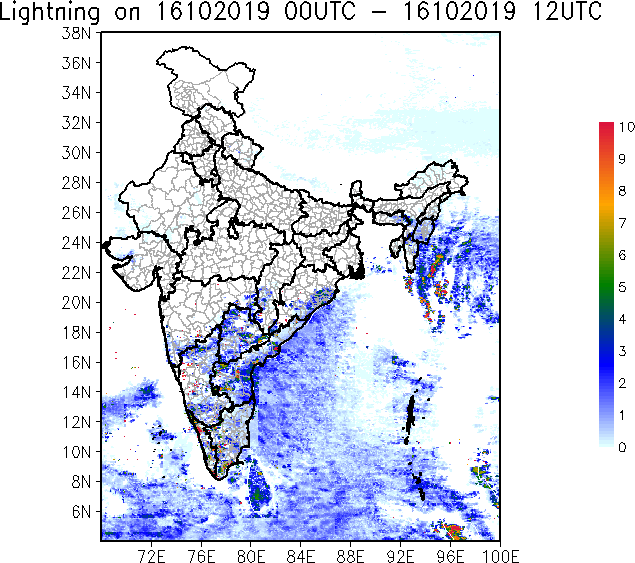 Lightning on 16102019 00UTC – 16102019 12UTC
38N
36N
34N
32N
30N
28N
26N
24N
22N
20N
18N
16N
14N
12N
10N
8N
6N
72E 76E 80E 84E 88E 92E 96E 100E
10
9
8
7
6
5
4
3
2
1
0